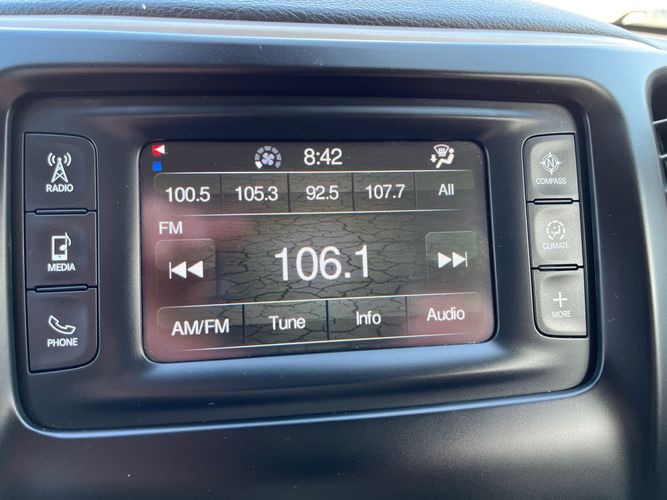 8:42
100.5 105.3 92.5 107.7 All
FM
106.1
AM/FM Tune Info Audio
RADIO
MEDIA
PHONE
N
COMPASS
CLIMATE
MORE